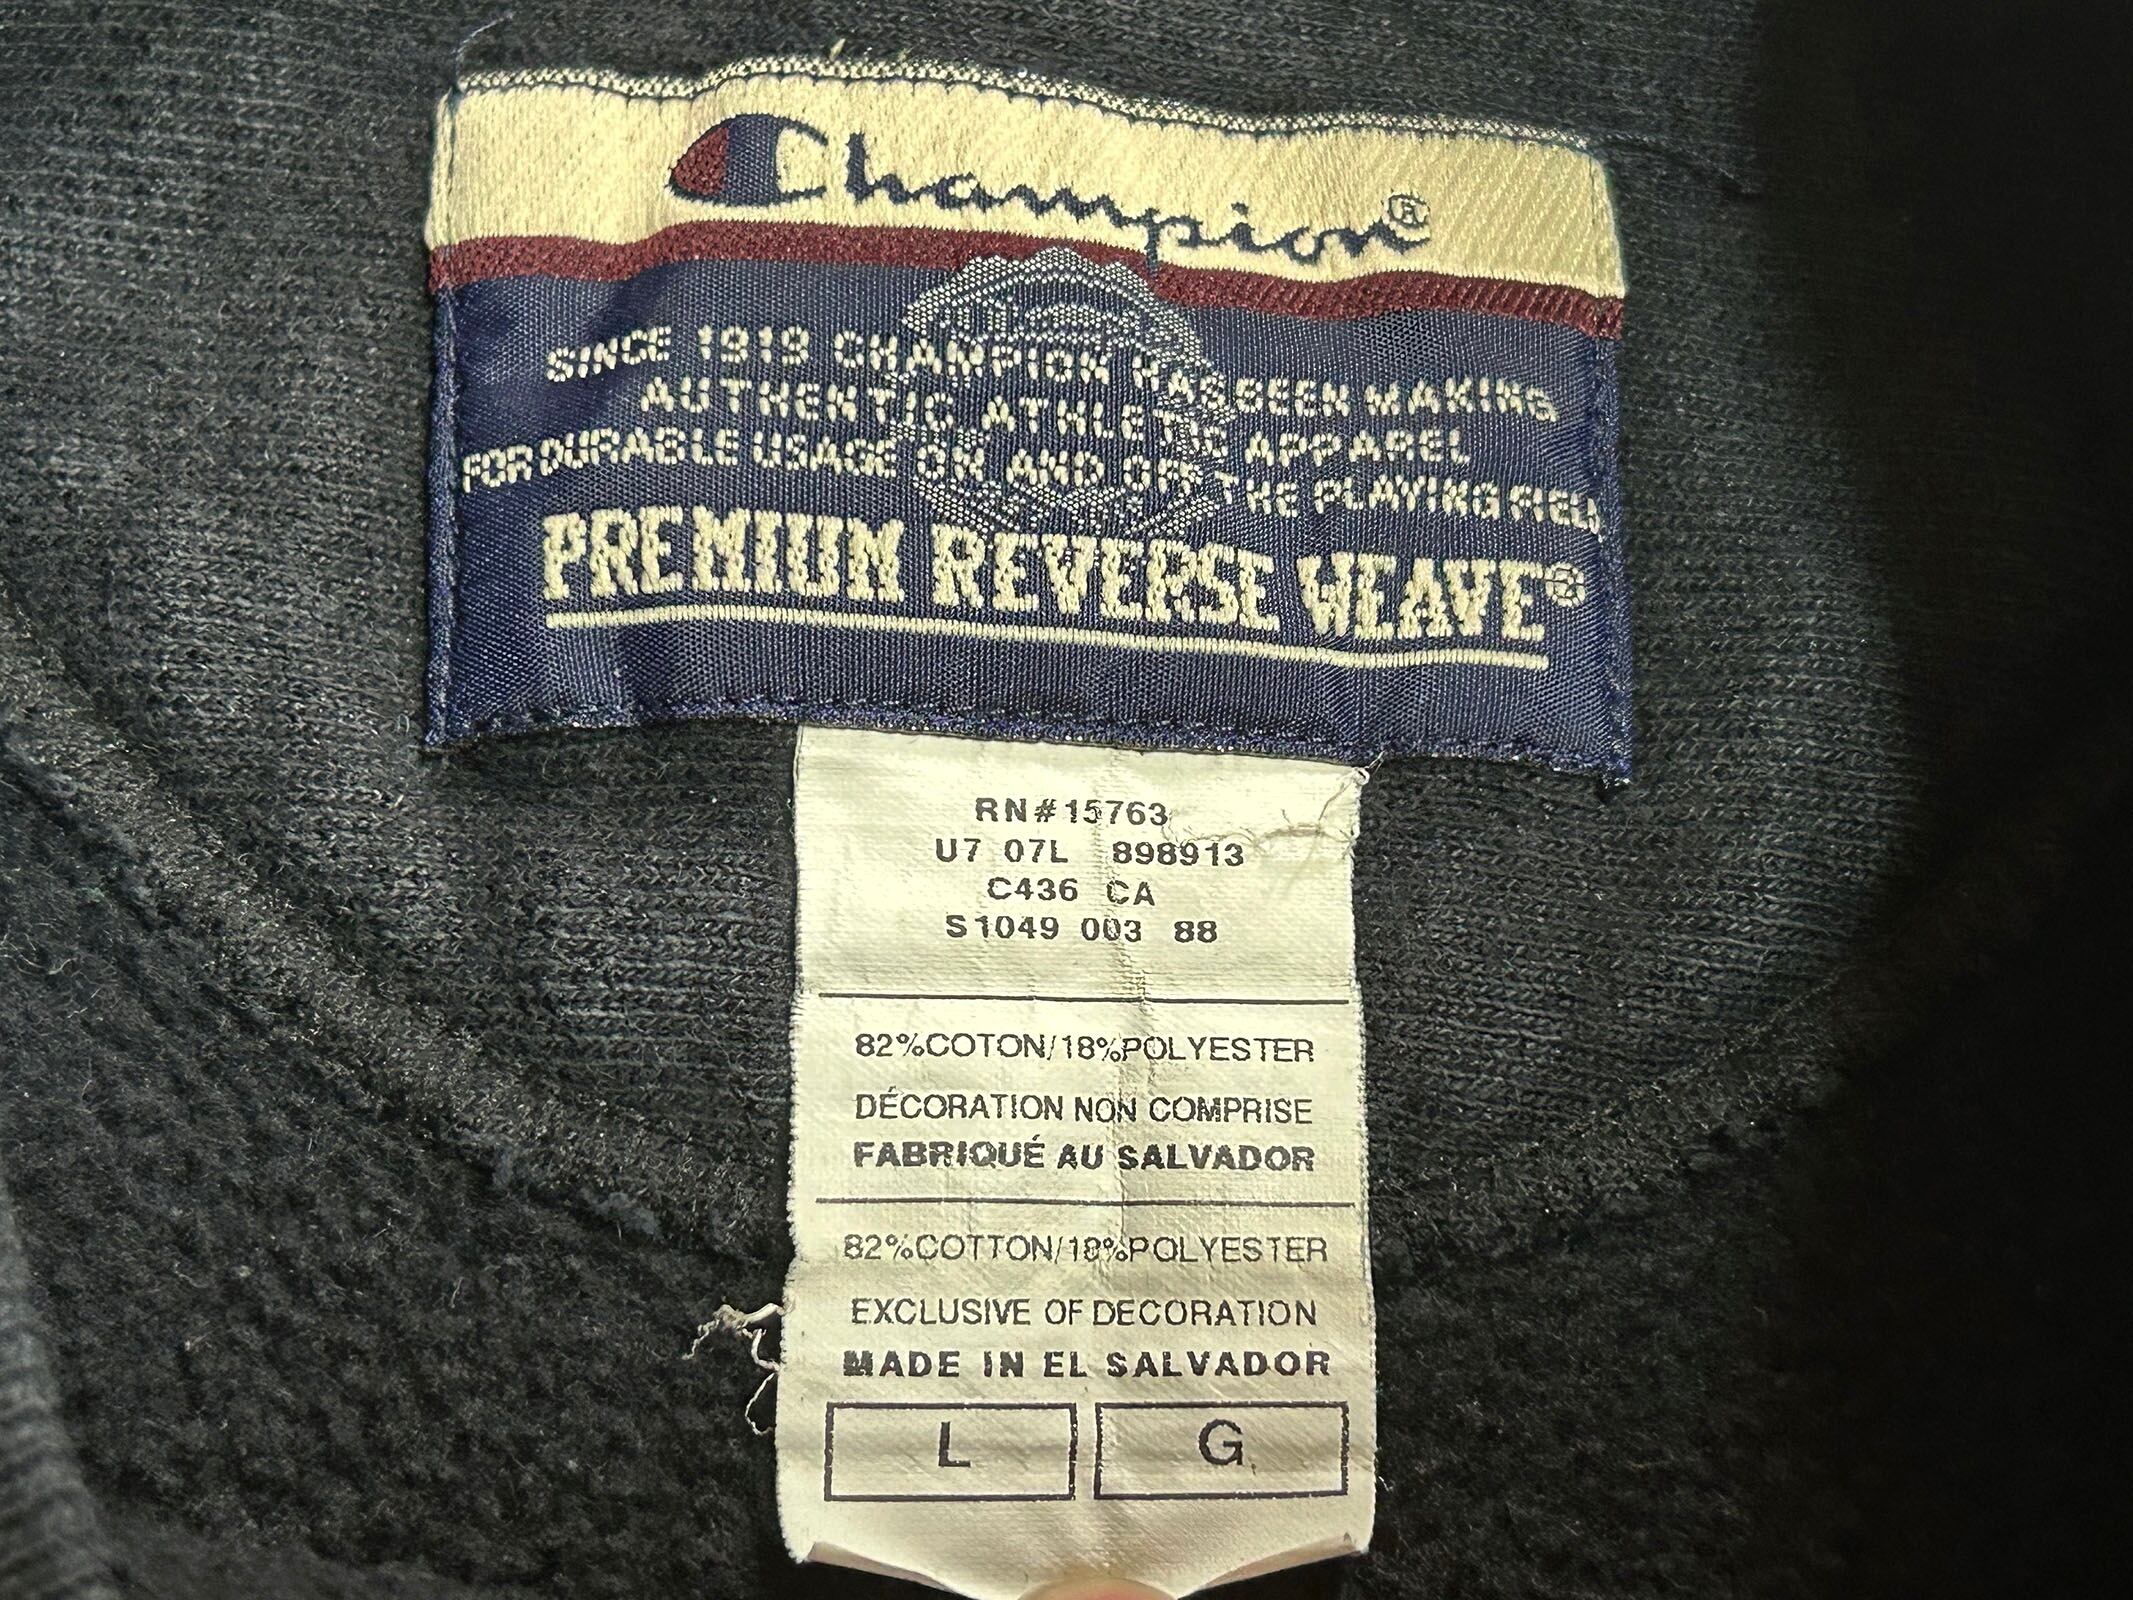 Champion®
SINCE 1919 CHAMPION HAS BEEN MAKING
AUTHENTIC ATHLETIC APPAREL
FOR DURABLE USAGE ON AND OFF THE PLAYING FIELD
PREMIUM REVERSE WEAVE®
RN#15763
U7 07L 898913
C436 CA
S1049 003 88
82%COTON/18%POLYESTER
DÉCORATION NON COMPRISE
FABRIQUÉ AU SALVADOR
82%COTTON/18%POLYESTER
EXCLUSIVE OF DECORATION
MADE IN EL SALVADOR
L G